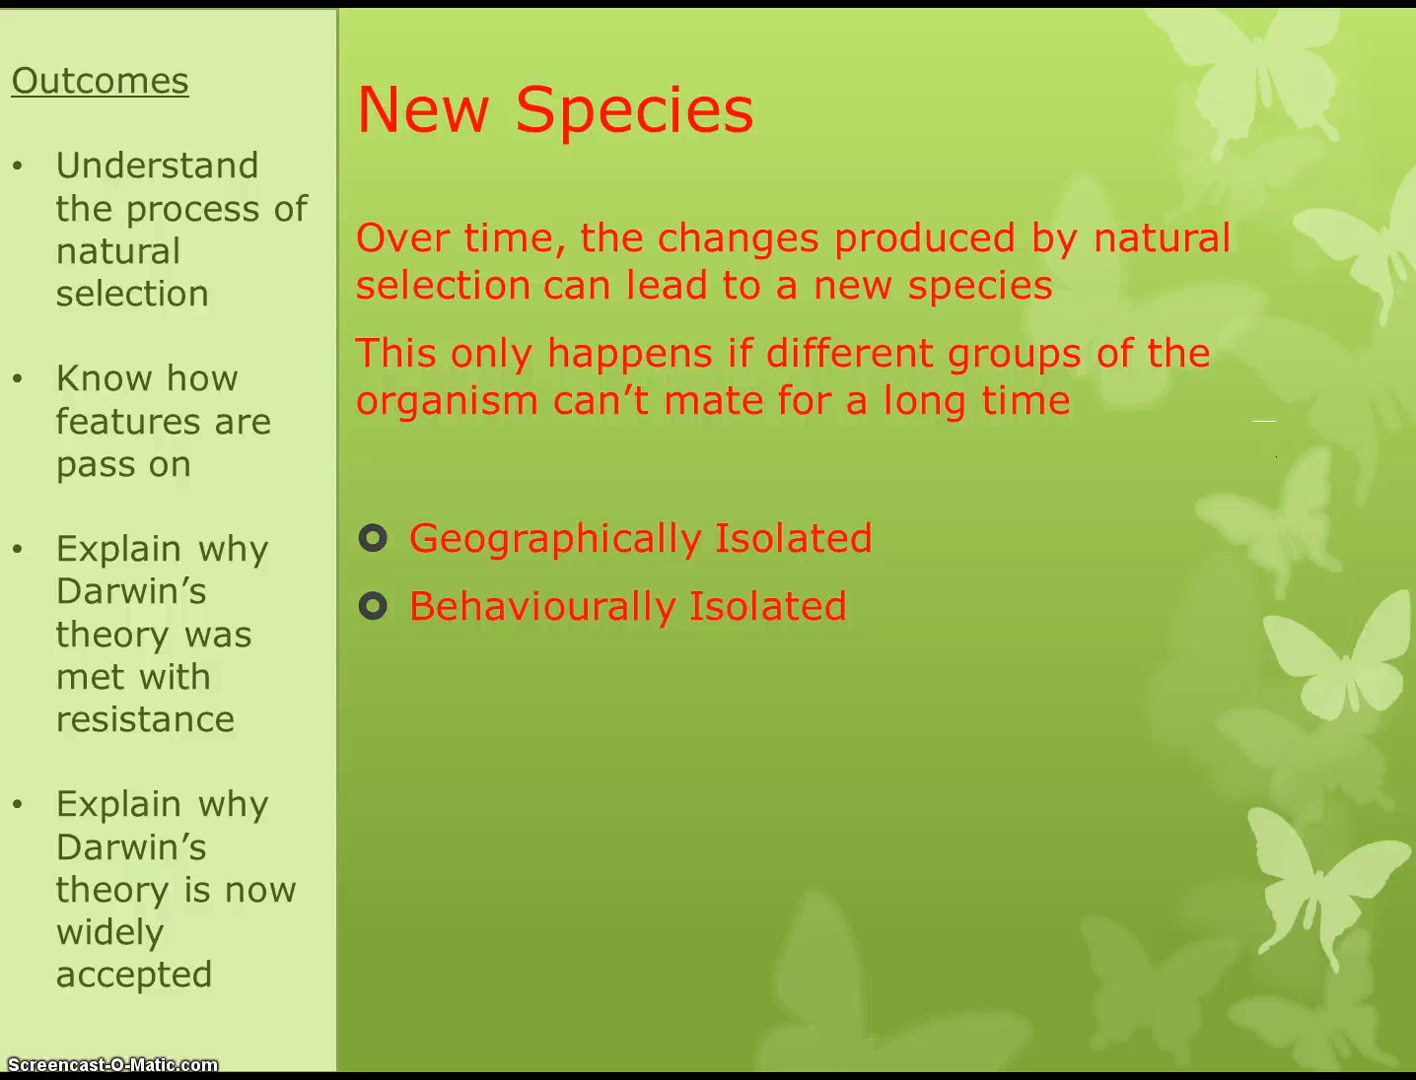 Outcomes
• Understand
the process of
natural
selection
• Know how
features are
pass on
• Explain why
Darwin’s
theory was
met with
resistance
• Explain why
Darwin’s
theory is now
widely
accepted
New Species
Over time, the changes produced by natural
selection can lead to a new species
This only happens if different groups of the
organism can’t mate for a long time
Geographically Isolated
Behaviourally Isolated
Screencast-O-Matic.com